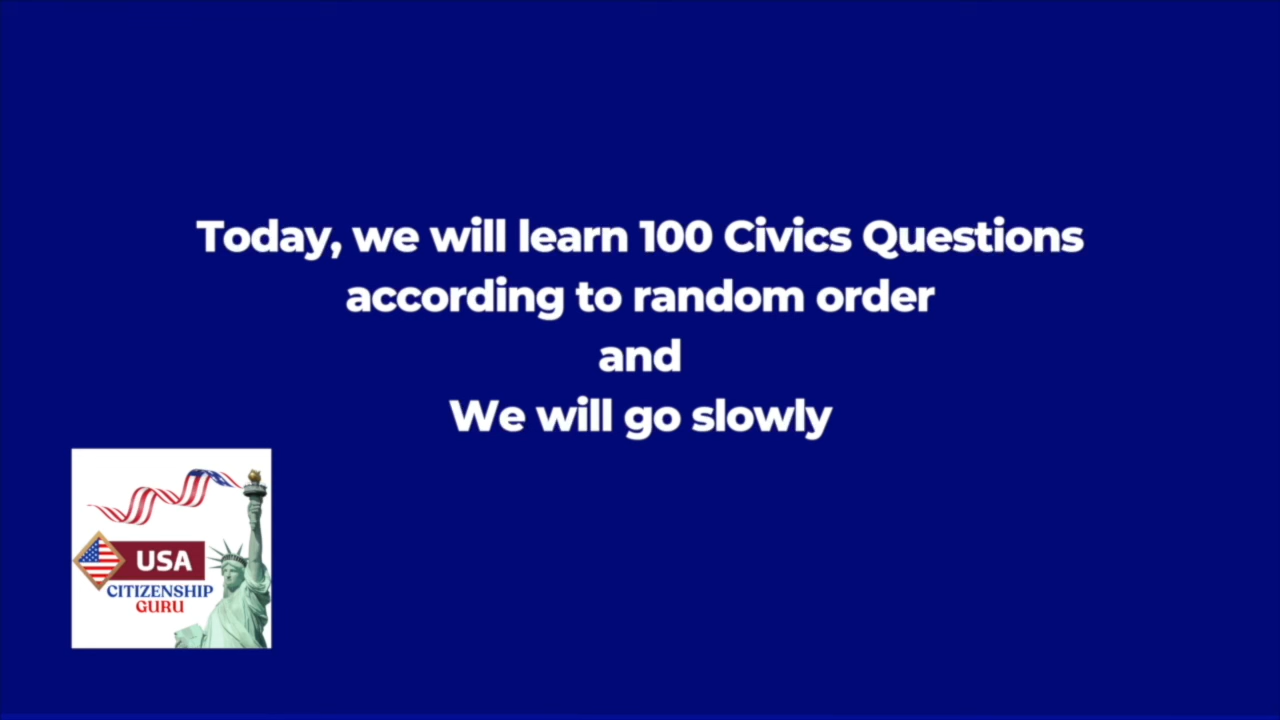 Today, we will learn 100 Civics Questions
according to random order
and
We will go slowly
USA
CITIZENSHIP
GURU